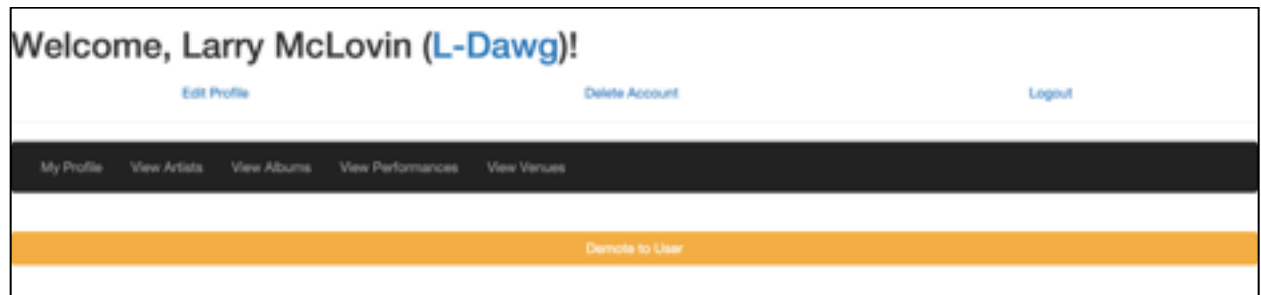 Welcome, Larry McLovin (L-Dawg)!
Edit Profile Delete Account Logout
My Profile View Artists View Albums View Performances View Venues
Demote to User